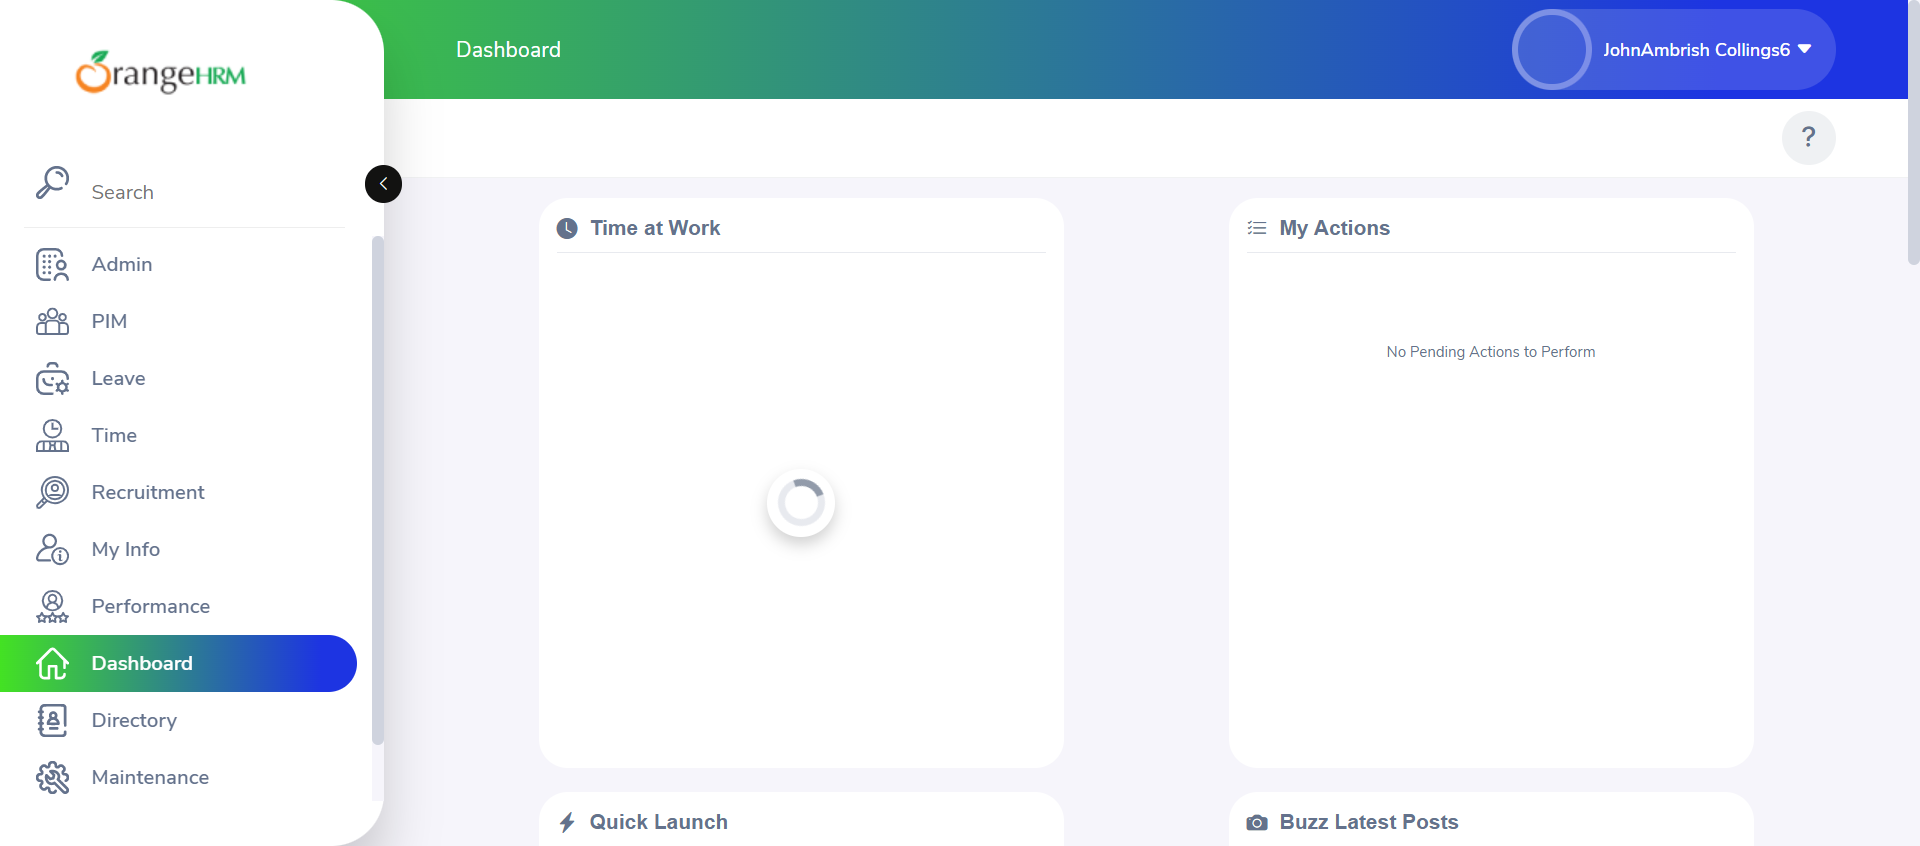 OrangeHRM
Dashboard
JohnAmbrish Collings6
?
Search
Admin
PIM
Leave
Time
Recruitment
My Info
Performance
Dashboard
Directory
Maintenance
Time at Work
My Actions
No Pending Actions to Perform
Quick Launch
Buzz Latest Posts